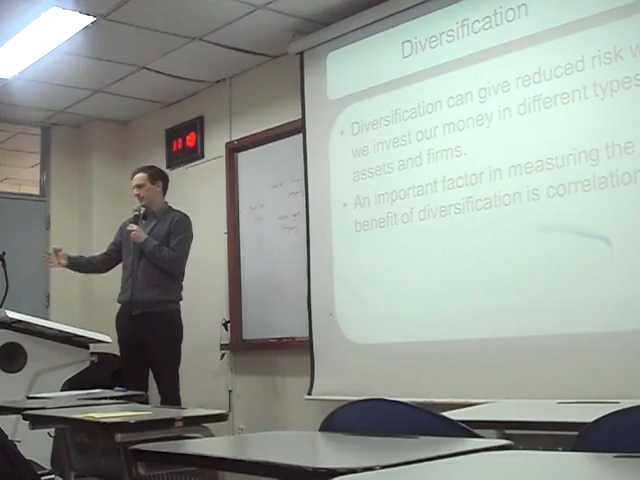 Diversification
• Diversification can give reduced risk w
we invest our money in different types
assets and firms.
• An important factor in measuring the
benefit of diversification is correlation